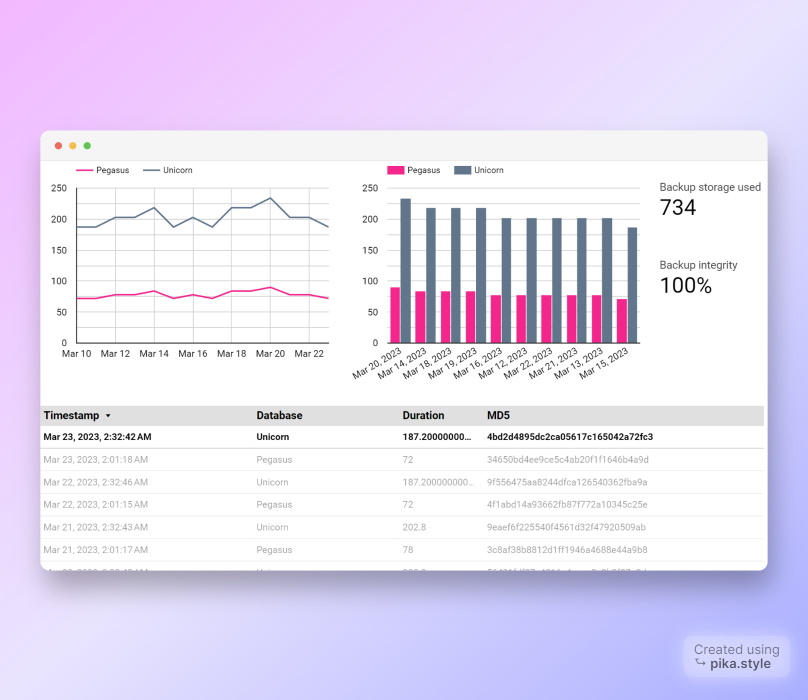 Pegasus Unicorn
250
200
150
100
50
0
Mar 10 Mar 12 Mar 14 Mar 16 Mar 18 Mar 20 Mar 22
Pegasus Unicorn
250
200
150
100
50
0
Mar 20, 2023
Mar 14, 2023
Mar 18, 2023
Mar 19, 2023
Mar 16, 2023
Mar 12, 2023
Mar 22, 2023
Mar 21, 2023
Mar 13, 2023
Mar 15, 2023
Backup storage used
734
Backup integrity
100%
Timestamp Database Duration MD5
Mar 23, 2023, 2:32:42 AM Unicorn 187.20000000... 4bd2d4895dc2ca05617c165042a72fc3
Mar 23, 2023, 2:01:18 AM Pegasus 72 34650bd4ee9ce5c4ab20f1f1646b4a9d
Mar 22, 2023, 2:32:46 AM Unicorn 187.200000000... 9f556475aa8244dfca126540362fba9a
Mar 22, 2023, 2:01:15 AM Pegasus 72 4f1abd14a93662fb87f772a10345c25e
Mar 21, 2023, 2:32:43 AM Unicorn 202.8 9eaef6f225540f4561d32f47920509ab
Mar 21, 2023, 2:01:17 AM Pegasus 78 3c8af38b8812d1ff1946a4688e44a9b8
Created using
pika.style